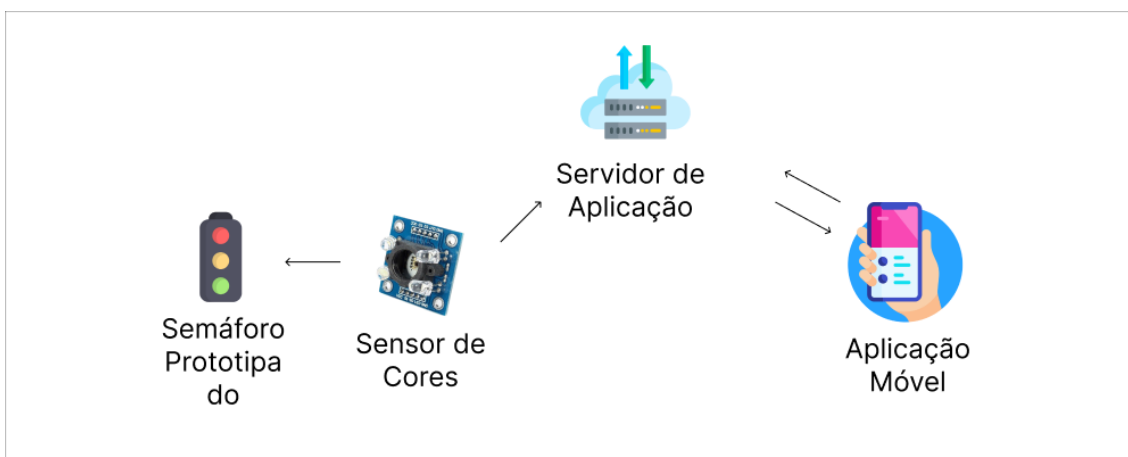 Servidor de
Aplicação
Semáforo
Prototipa
do
Sensor de
Cores
Aplicação
Móvel